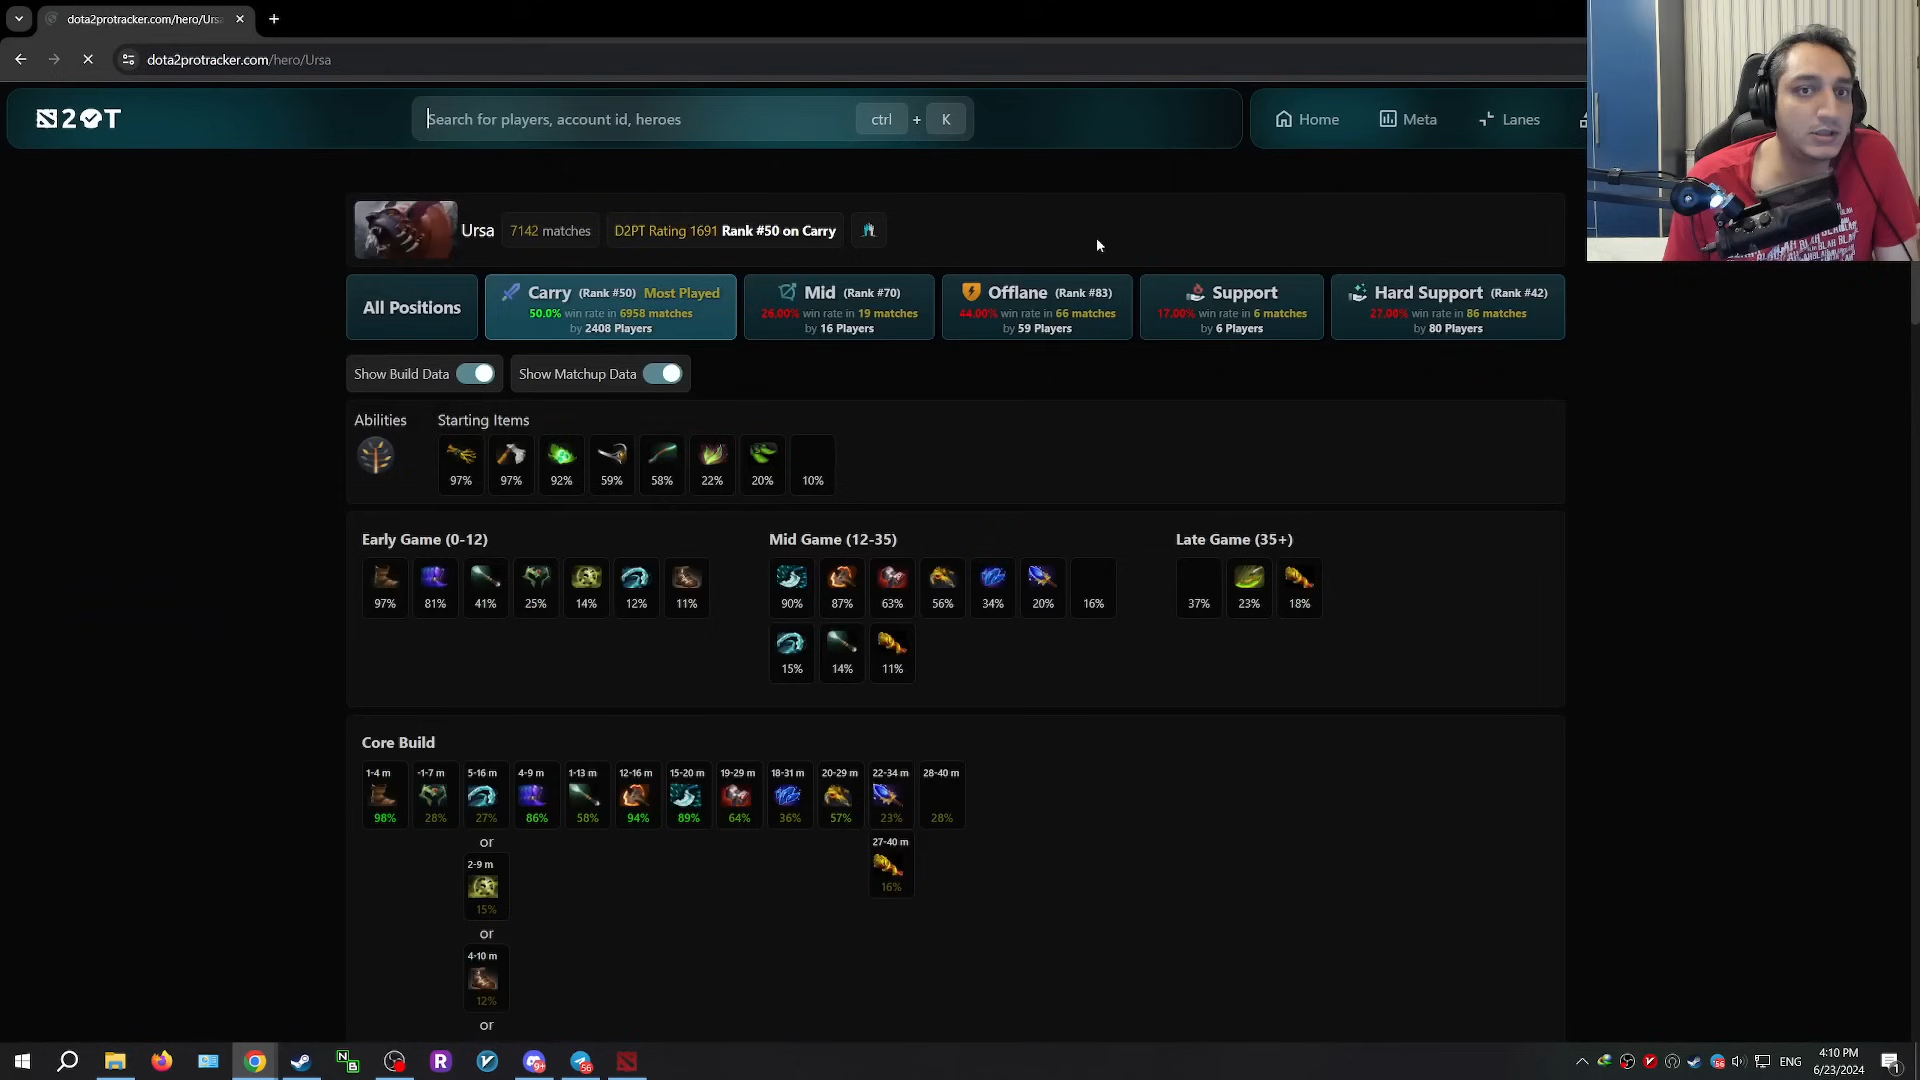 dota2protracker.com/hero/Urs
dota2protracker.com/hero/Ursa
D2PT
Search for players, account id, heroes
ctrl + K
Home
Meta
Lanes
Ursa
7142 matches
D2PT Rating 1691 Rank #50 on Carry
All Positions
Carry (Rank #50) Most Played
50.0% win rate in 6958 matches
by 2408 Players
Mid (Rank #70)
26.00% win rate in 19 matches
by 16 Players
Offlane (Rank #83)
44.00% win rate in 66 matches
by 59 Players
Support
17.00% win rate in 6 matches
by 6 Players
Hard Support (Rank #42)
27.00% win rate in 86 matches
by 80 Players
Show Build Data
Show Matchup Data
Abilities
Starting Items
97% 97% 92% 59% 58% 22% 20% 10%
Early Game (0-12)
97% 81% 41% 25% 14% 12% 11%
Mid Game (12-35)
90% 87% 63% 56% 34% 20% 16%
15% 14% 11%
Late Game (35+)
37% 23% 18%
Core Build
1-4 m -1-7 m 5-16 m 4-9 m 1-13 m 12-16 m 15-20 m 19-29 m 18-31 m 20-29 m 22-34 m 28-40 m
98% 28% 27% 86% 58% 94% 89% 64% 36% 57% 23% 28%
or
27-40 m
16%
2-9 m
15%
or
4-10 m
12%
or
BLAH
BLAH
BLAH
N
B
R
9+
56
ENG
4:10 PM
6/23/2024
1